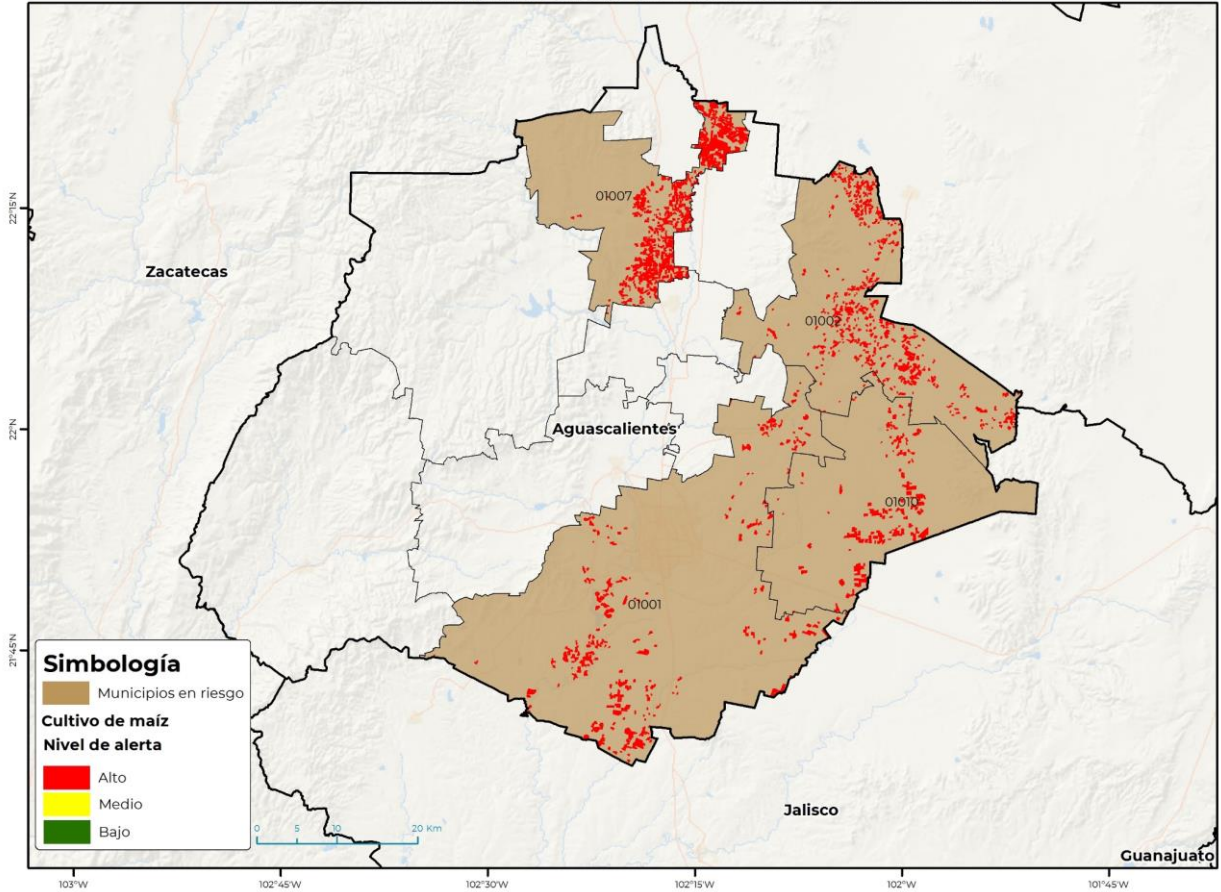 01007
22°15'N
Zacatecas
01002
22°N
Aguascalientes
01010
01001
21°45'N
Simbología
Municipios en riesgo
Cultivo de maíz
Nivel de alerta
Alto
Medio
Bajo
0 5 10 20 Km
Jalisco
Guanajuato
103°W 102°45'W 102°30'W 102°15'W 102°W 101°45'W